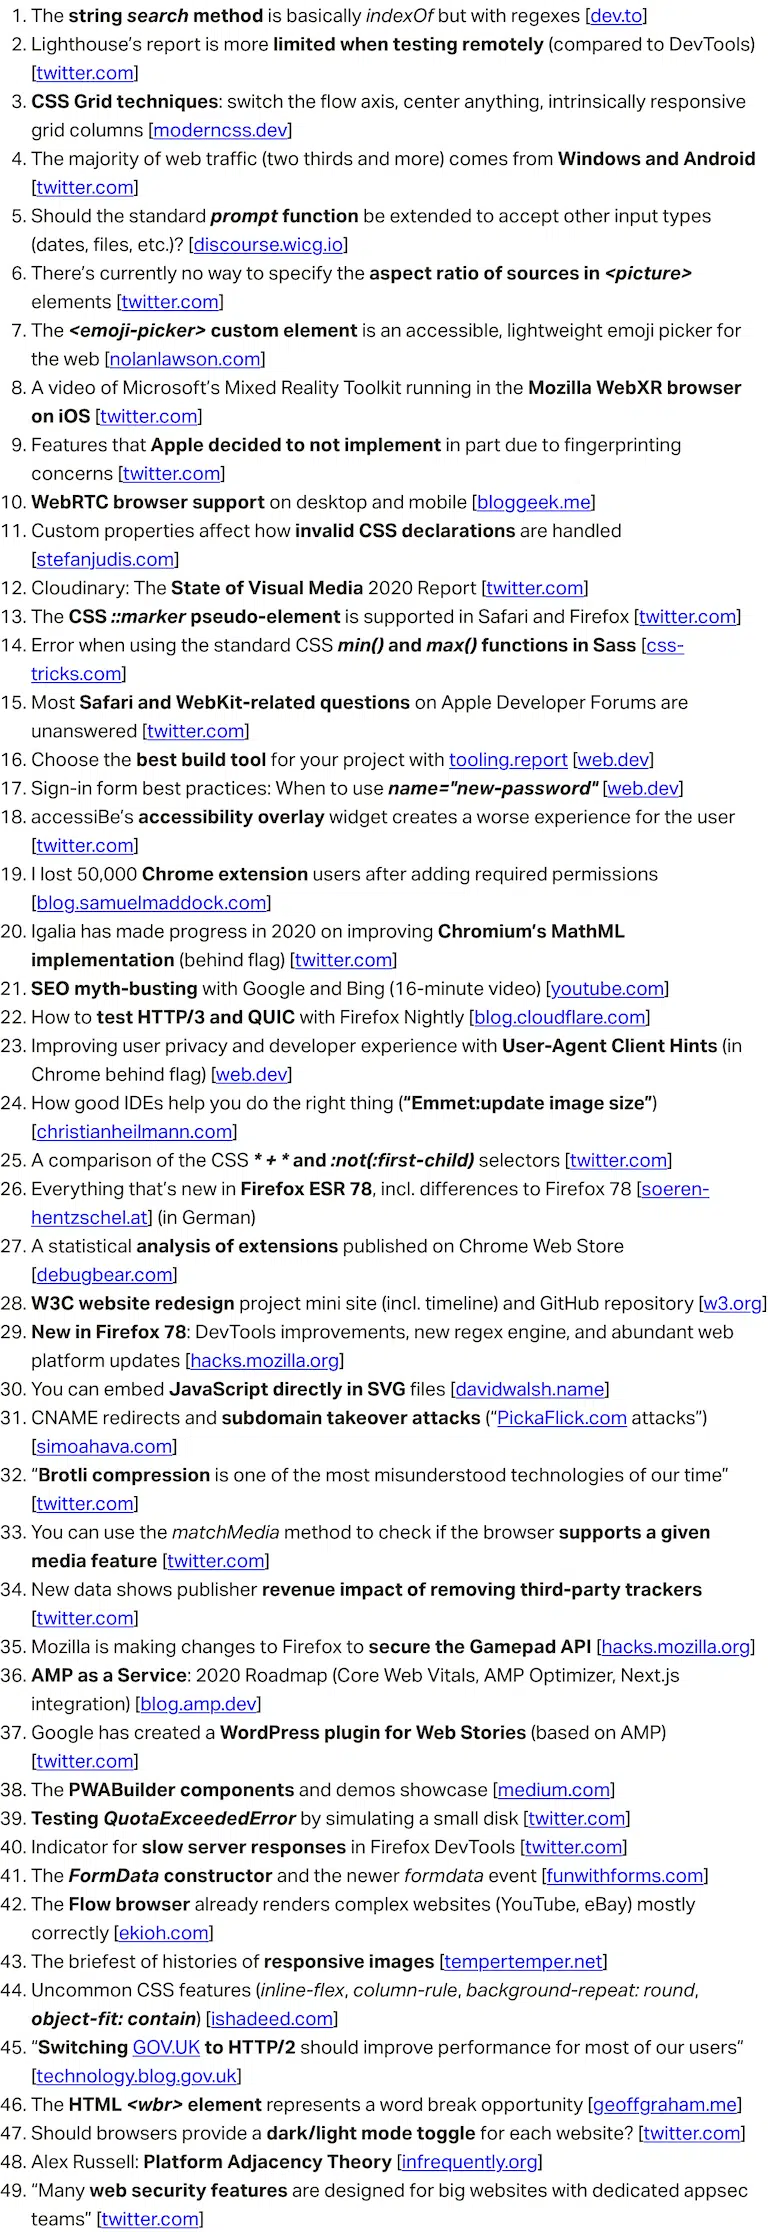 1. The string search method is basically indexOf but with regexes [dev.to]
2. Lighthouse’s report is more limited when testing remotely (compared to DevTools)
[twitter.com]
3. CSS Grid techniques: switch the flow axis, center anything, intrinsically responsive
grid columns [moderncss.dev]
4. The majority of web traffic (two thirds and more) comes from Windows and Android
[twitter.com]
5. Should the standard prompt function be extended to accept other input types
(dates, files, etc.)? [discourse.wicg.io]
6. There’s currently no way to specify the aspect ratio of sources in <picture>
elements [twitter.com]
7. The <emoji-picker> custom element is an accessible, lightweight emoji picker for
the web [nolanlawson.com]
8. A video of Microsoft’s Mixed Reality Toolkit running in the Mozilla WebXR browser
on iOS [twitter.com]
9. Features that Apple decided to not implement in part due to fingerprinting
concerns [twitter.com]
10. WebRTC browser support on desktop and mobile [bloggeek.me]
11. Custom properties affect how invalid CSS declarations are handled
[stefanjudis.com]
12. Cloudinary: The State of Visual Media 2020 Report [twitter.com]
13. The CSS ::marker pseudo-element is supported in Safari and Firefox [twitter.com]
14. Error when using the standard CSS min() and max() functions in Sass [css-
tricks.com]
15. Most Safari and WebKit-related questions on Apple Developer Forums are
unanswered [twitter.com]
16. Choose the best build tool for your project with tooling.report [web.dev]
17. Sign-in form best practices: When to use name="new-password" [web.dev]
18. accessiBe’s accessibility overlay widget creates a worse experience for the user
[twitter.com]
19. I lost 50,000 Chrome extension users after adding required permissions
[blog.samuelmaddock.com]
20. Igalia has made progress in 2020 on improving Chromium’s MathML
implementation (behind flag) [twitter.com]
21. SEO myth-busting with Google and Bing (16-minute video) [youtube.com]
22. How to test HTTP/3 and QUIC with Firefox Nightly [blog.cloudflare.com]
23. Improving user privacy and developer experience with User-Agent Client Hints (in
Chrome behind flag) [web.dev]
24. How good IDEs help you do the right thing (“Emmet:update image size”)
[christianheilmann.com]
25. A comparison of the CSS * + * and :not(:first-child) selectors [twitter.com]
26. Everything that’s new in Firefox ESR 78, incl. differences to Firefox 78 [soeren-
hentzschel.at] (in German)
27. A statistical analysis of extensions published on Chrome Web Store
[debugbear.com]
28. W3C website redesign project mini site (incl. timeline) and GitHub repository [w3.org]
29. New in Firefox 78: DevTools improvements, new regex engine, and abundant web
platform updates [hacks.mozilla.org]
30. You can embed JavaScript directly in SVG files [davidwalsh.name]
31. CNAME redirects and subdomain takeover attacks (“PickaFlick.com attacks”)
[simoahava.com]
32. “Brotli compression is one of the most misunderstood technologies of our time”
[twitter.com]
33. You can use the matchMedia method to check if the browser supports a given
media feature [twitter.com]
34. New data shows publisher revenue impact of removing third-party trackers
[twitter.com]
35. Mozilla is making changes to Firefox to secure the Gamepad API [hacks.mozilla.org]
36. AMP as a Service: 2020 Roadmap (Core Web Vitals, AMP Optimizer, Next.js
integration) [blog.amp.dev]
37. Google has created a WordPress plugin for Web Stories (based on AMP)
[twitter.com]
38. The PWABuilder components and demos showcase [medium.com]
39. Testing QuotaExceededError by simulating a small disk [twitter.com]
40. Indicator for slow server responses in Firefox DevTools [twitter.com]
41. The FormData constructor and the newer formdata event [funwithforms.com]
42. The Flow browser already renders complex websites (YouTube, eBay) mostly
correctly [ekioh.com]
43. The briefest of histories of responsive images [tempertemper.net]
44. Uncommon CSS features (inline-flex, column-rule, background-repeat: round,
object-fit: contain) [ishadeed.com]
45. “Switching GOV.UK to HTTP/2 should improve performance for most of our users”
[technology.blog.gov.uk]
46. The HTML <wbr> element represents a word break opportunity [geoffgraham.me]
47. Should browsers provide a dark/light mode toggle for each website? [twitter.com]
48. Alex Russell: Platform Adjacency Theory [infrequently.org]
49. “Many web security features are designed for big websites with dedicated appsec
teams” [twitter.com]